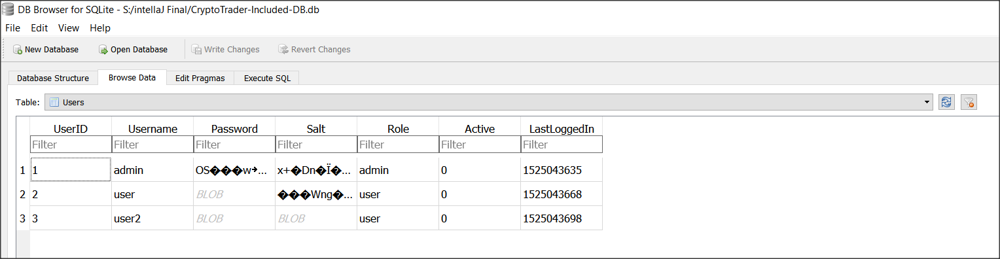 DB Browser for SQLite - S:/intellaJ Final/CryptoTrader-Included-DB.db
File Edit View Help
New Database Open Database Write Changes Revert Changes
Database Structure Browse Data Edit Pragmas Execute SQL
Table: Users
UserID Username Password Salt Role Active LastLoggedIn
Filter Filter Filter Filter Filter Filter Filter
1 1 admin OS���w→... x+�Dn�Ï�... admin 0 1525043635
2 2 user BLOB ���Wng�... user 0 1525043668
3 3 user2 BLOB BLOB user 0 1525043698